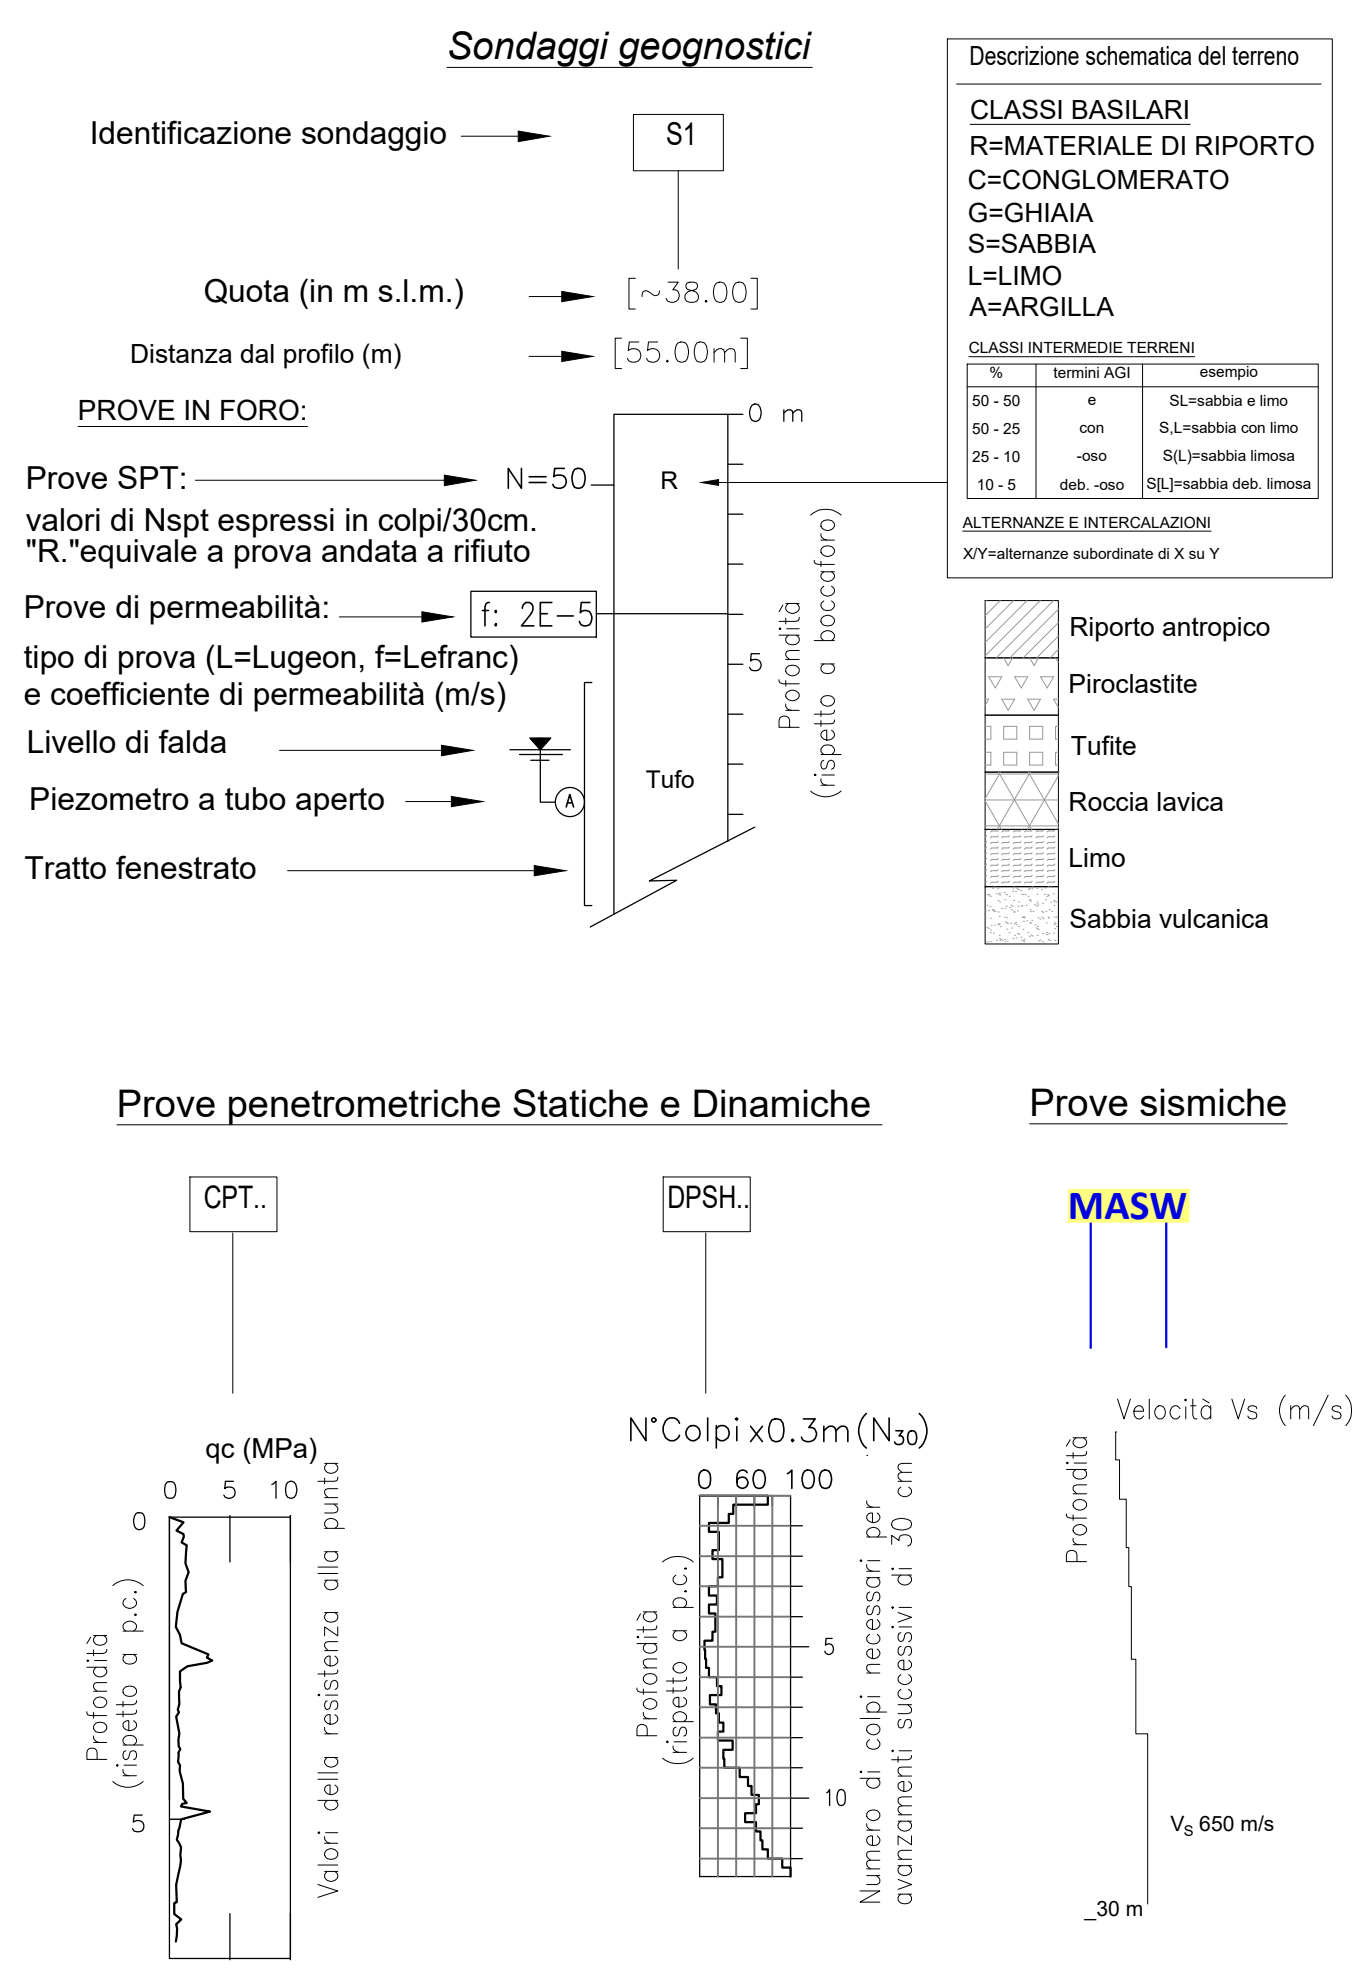 Sondaggi geognostici
Identificazione sondaggio
S1
Quota (in m s.l.m.)
[~38.00]
Distanza dal profilo (m)
[55.00m]
PROVE IN FORO:
0 m
Prove SPT:
N=50
R
valori di Nspt espressi in colpi/30cm.
"R."equivale a prova andata a rifiuto
Prove di permeabilità:
f: 2E-5
tipo di prova (L=Lugeon, f=Lefranc)
e coefficiente di permeabilità (m/s)
5
Profondità
(rispetto a boccaforo)
Livello di falda
Tufo
Piezometro a tubo aperto
A
Tratto fenestrato
Descrizione schematica del terreno
CLASSI BASILARI
R=MATERIALE DI RIPORTO
C=CONGLOMERATO
G=GHIAIA
S=SABBIA
L=LIMO
A=ARGILLA
CLASSI INTERMEDIE TERRENI
% termini AGI esempio
50 - 50 e SL=sabbia e limo
50 - 25 con S,L=sabbia con limo
25 - 10 -oso S(L)=sabbia limosa
10 - 5 deb. -oso S[L]=sabbia deb. limosa
ALTERNANZE E INTERCALAZIONI
X/Y=alternanze subordinate di X su Y
Riporto antropico
Piroclastite
Tufite
Roccia lavica
Limo
Sabbia vulcanica
Prove penetrometriche Statiche e Dinamiche
CPT..
qc (MPa)
0 5 10
0
5
Profondità
(rispetto a p.c.)
Valori della resistenza alla punta
DPSH..
N°Colpi x0.3m(N30)
0 60 100
5
10
Profondità
(rispetto a p.c.)
Numero di colpi necessari per
avanzamenti successivi di 30 cm
Prove sismiche
MASW
Velocità Vs (m/s)
Profondità
VS 650 m/s
_30 m